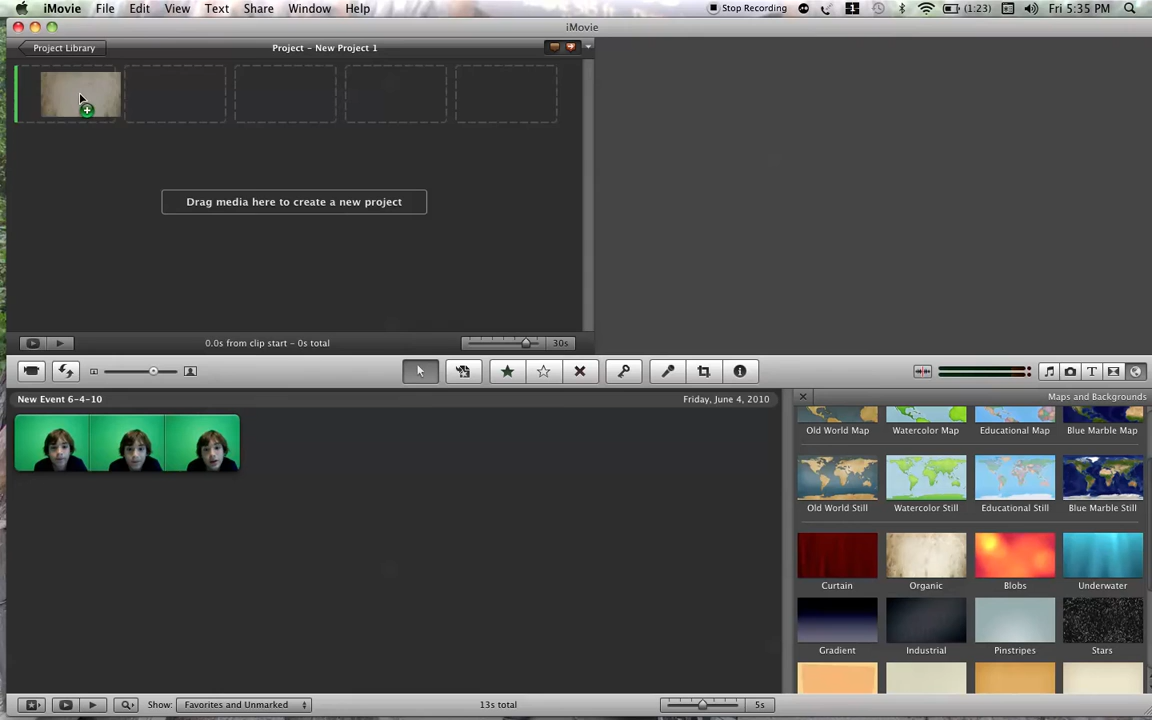 iMovie File Edit View Text Share Window Help Stop Recording 1 (1:23) Fri 5:35 PM
iMovie
Project Library Project - New Project 1
Drag media here to create a new project
0.0s from clip start - 0s total 30s
New Event 6-4-10 Friday, June 4, 2010 Maps and Backgrounds
Old World Map Watercolor Map Educational Map Blue Marble Map
Old World Still Watercolor Still Educational Still Blue Marble Still
Curtain Organic Blobs Underwater
Gradient Industrial Pinstripes Stars
Show: Favorites and Unmarked 13s total 5s